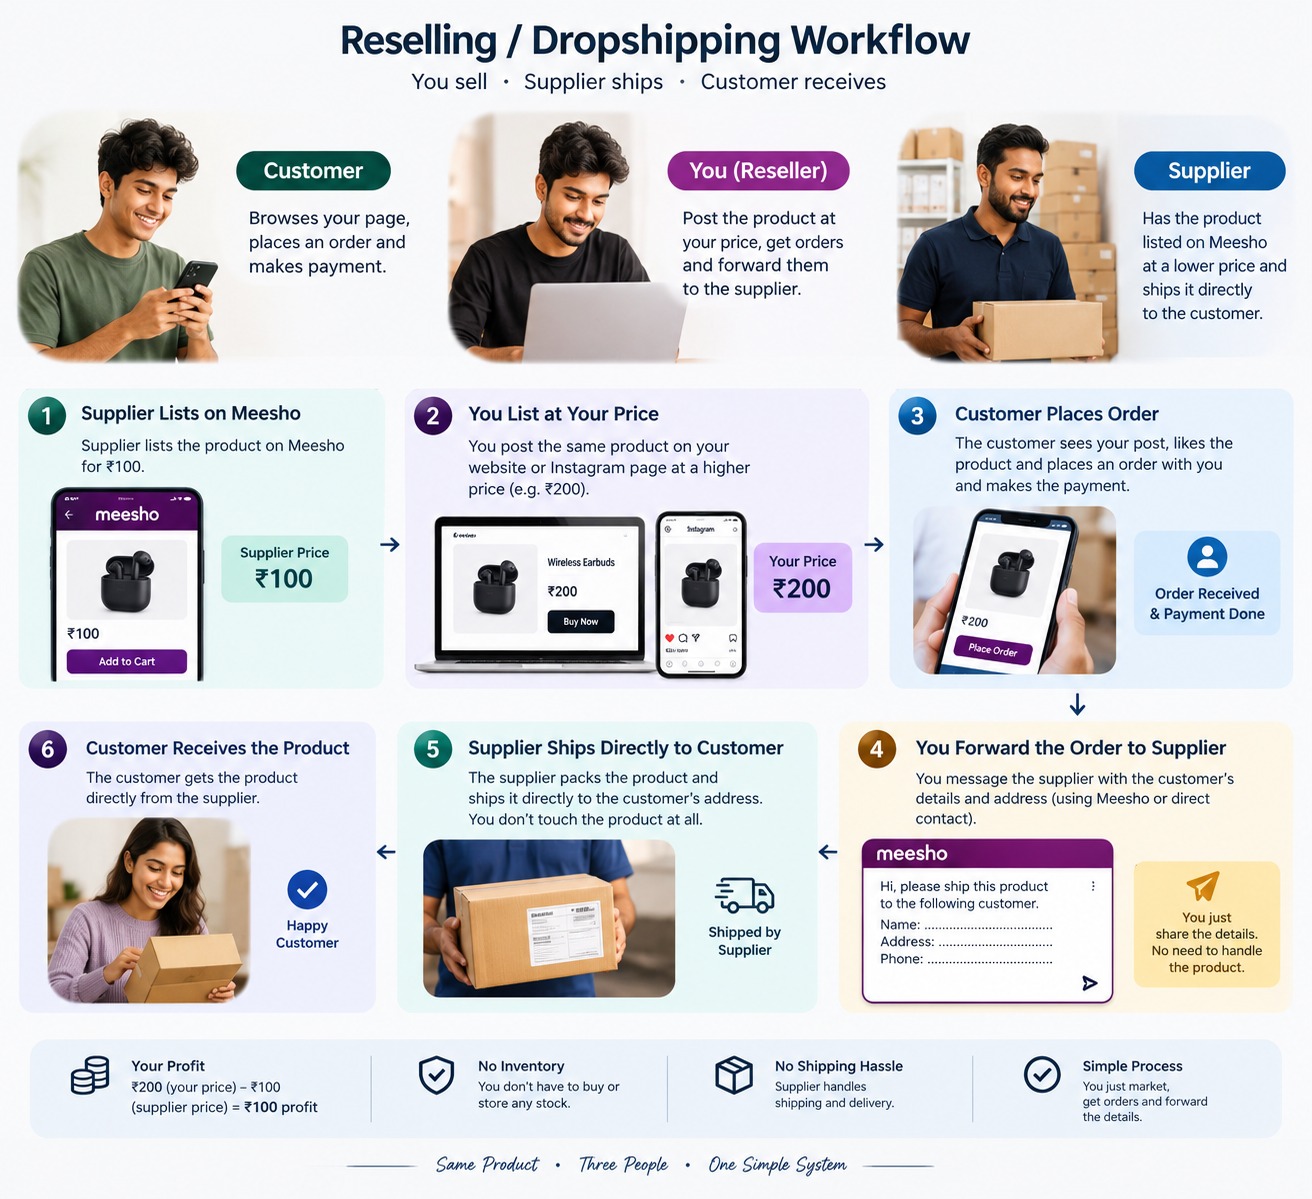 Reselling / Dropshipping Workflow
You sell • Supplier ships • Customer receives
Customer
Browses your page,
places an order and
makes payment.
You (Reseller)
Post the product at
your price, get orders
and forward them
to the supplier.
Supplier
Has the product
listed on Meesho
at a lower price and
ships it directly
to the customer.
1
Supplier Lists on Meesho
Supplier lists the product on Meesho
for ₹100.
meesho
₹100
Add to Cart
Supplier Price
₹100
2
You List at Your Price
You post the same product on your
website or Instagram page at a higher
price (e.g. ₹200).
Wireless Earbuds
₹200
Buy Now
Instagram
Your Price
₹200
3
Customer Places Order
The customer sees your post, likes the
product and places an order with you
and makes the payment.
₹200
Place Order
Order Received
& Payment Done
6
Customer Receives the Product
The customer gets the product
directly from the supplier.
Happy
Customer
5
Supplier Ships Directly to Customer
The supplier packs the product and
ships it directly to the customer's address.
You don't touch the product at all.
Shipped by
Supplier
4
You Forward the Order to Supplier
You message the supplier with the customer's
details and address (using Meesho or direct
contact).
meesho
Hi, please ship this product
to the following customer.
Name: ................................
Address: ............................
Phone: ...............................
You just
share the details.
No need to handle
the product.
Your Profit
₹200 (your price) – ₹100
(supplier price) = ₹100 profit
No Inventory
You don't have to buy or
store any stock.
No Shipping Hassle
Supplier handles
shipping and delivery.
Simple Process
You just market,
get orders and forward
the details.
Same Product • Three People • One Simple System